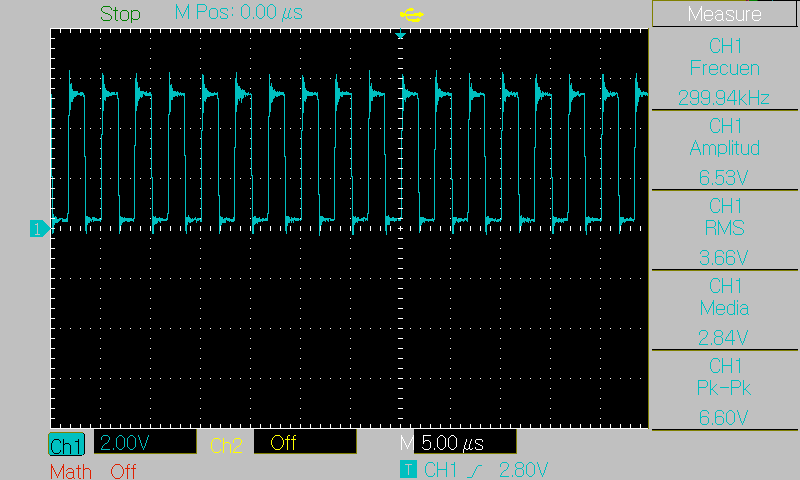 Stop M Pos: 0.00 µs Measure
CH1
Frecuen
299.94kHz
CH1
Amplitud
6.53V
CH1
RMS
3.66V
CH1
Media
2.84V
CH1
Pk-Pk
6.60V
1
Ch1 2.00V Ch2 Off M 5.00 µs
Math Off T CH1 2.80V